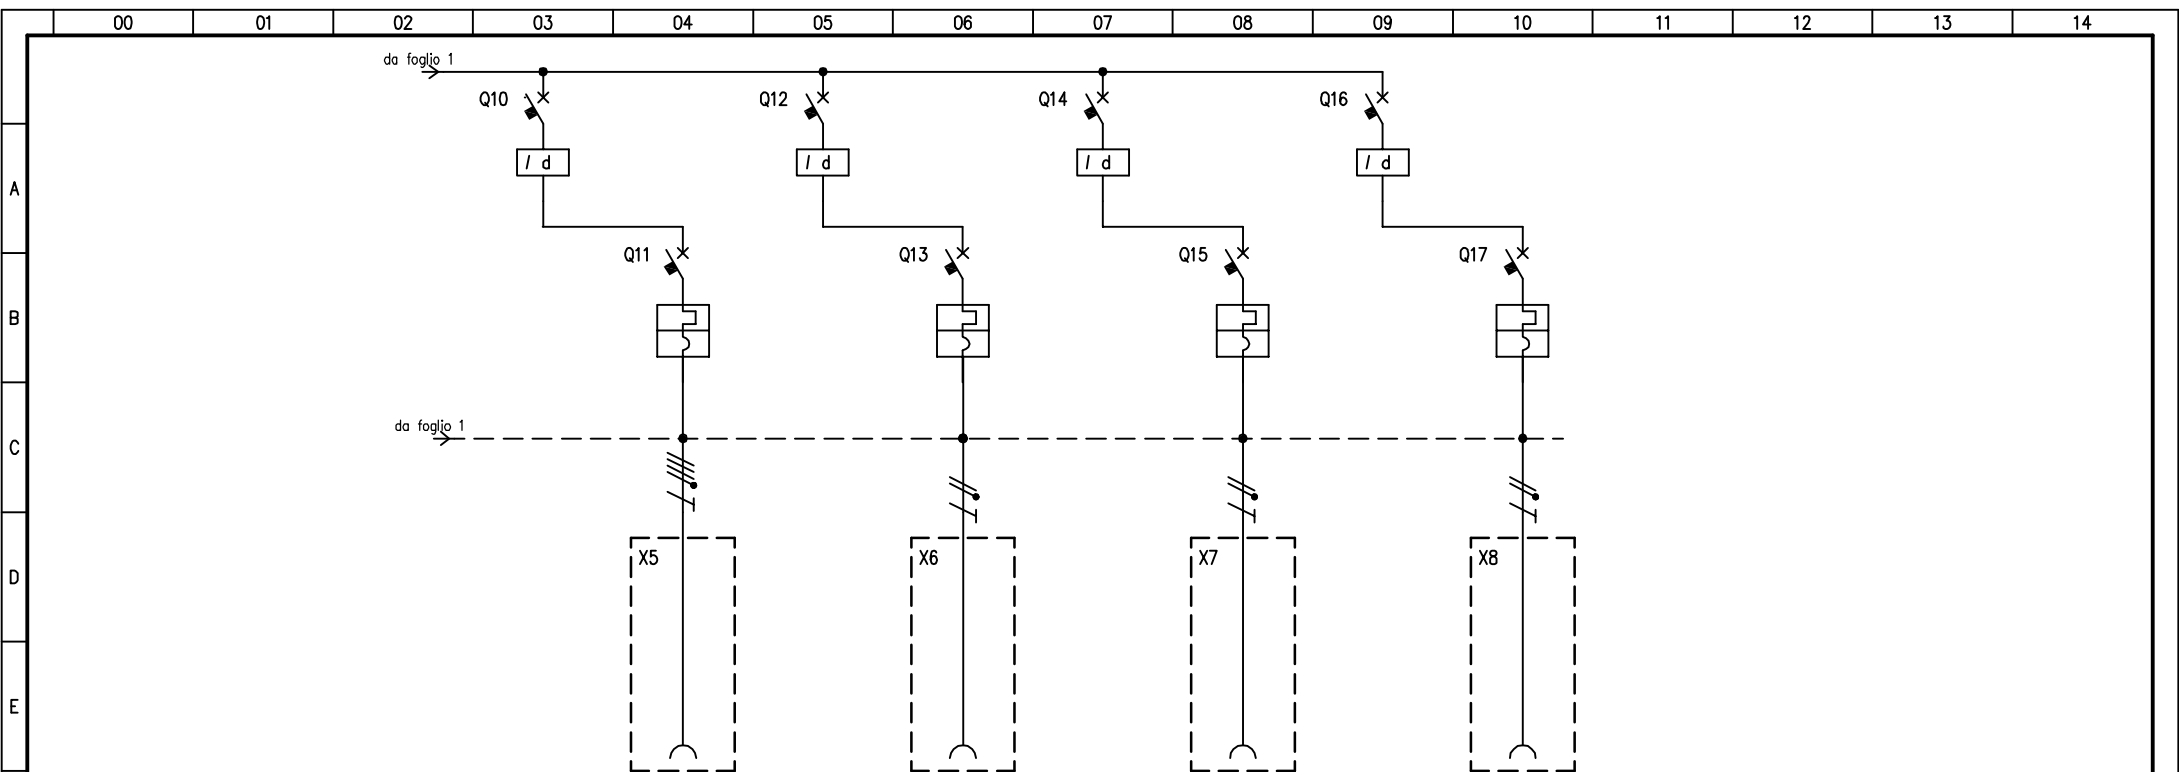 00 01 02 03 04 05 06 07 08 09 10 11 12 13 14
da foglio 1
Q10 Q12 Q14 Q16
A
I d I d I d I d
Q11 Q13 Q15 Q17
B
da foglio 1
C
X5 X6 X7 X8
D
E